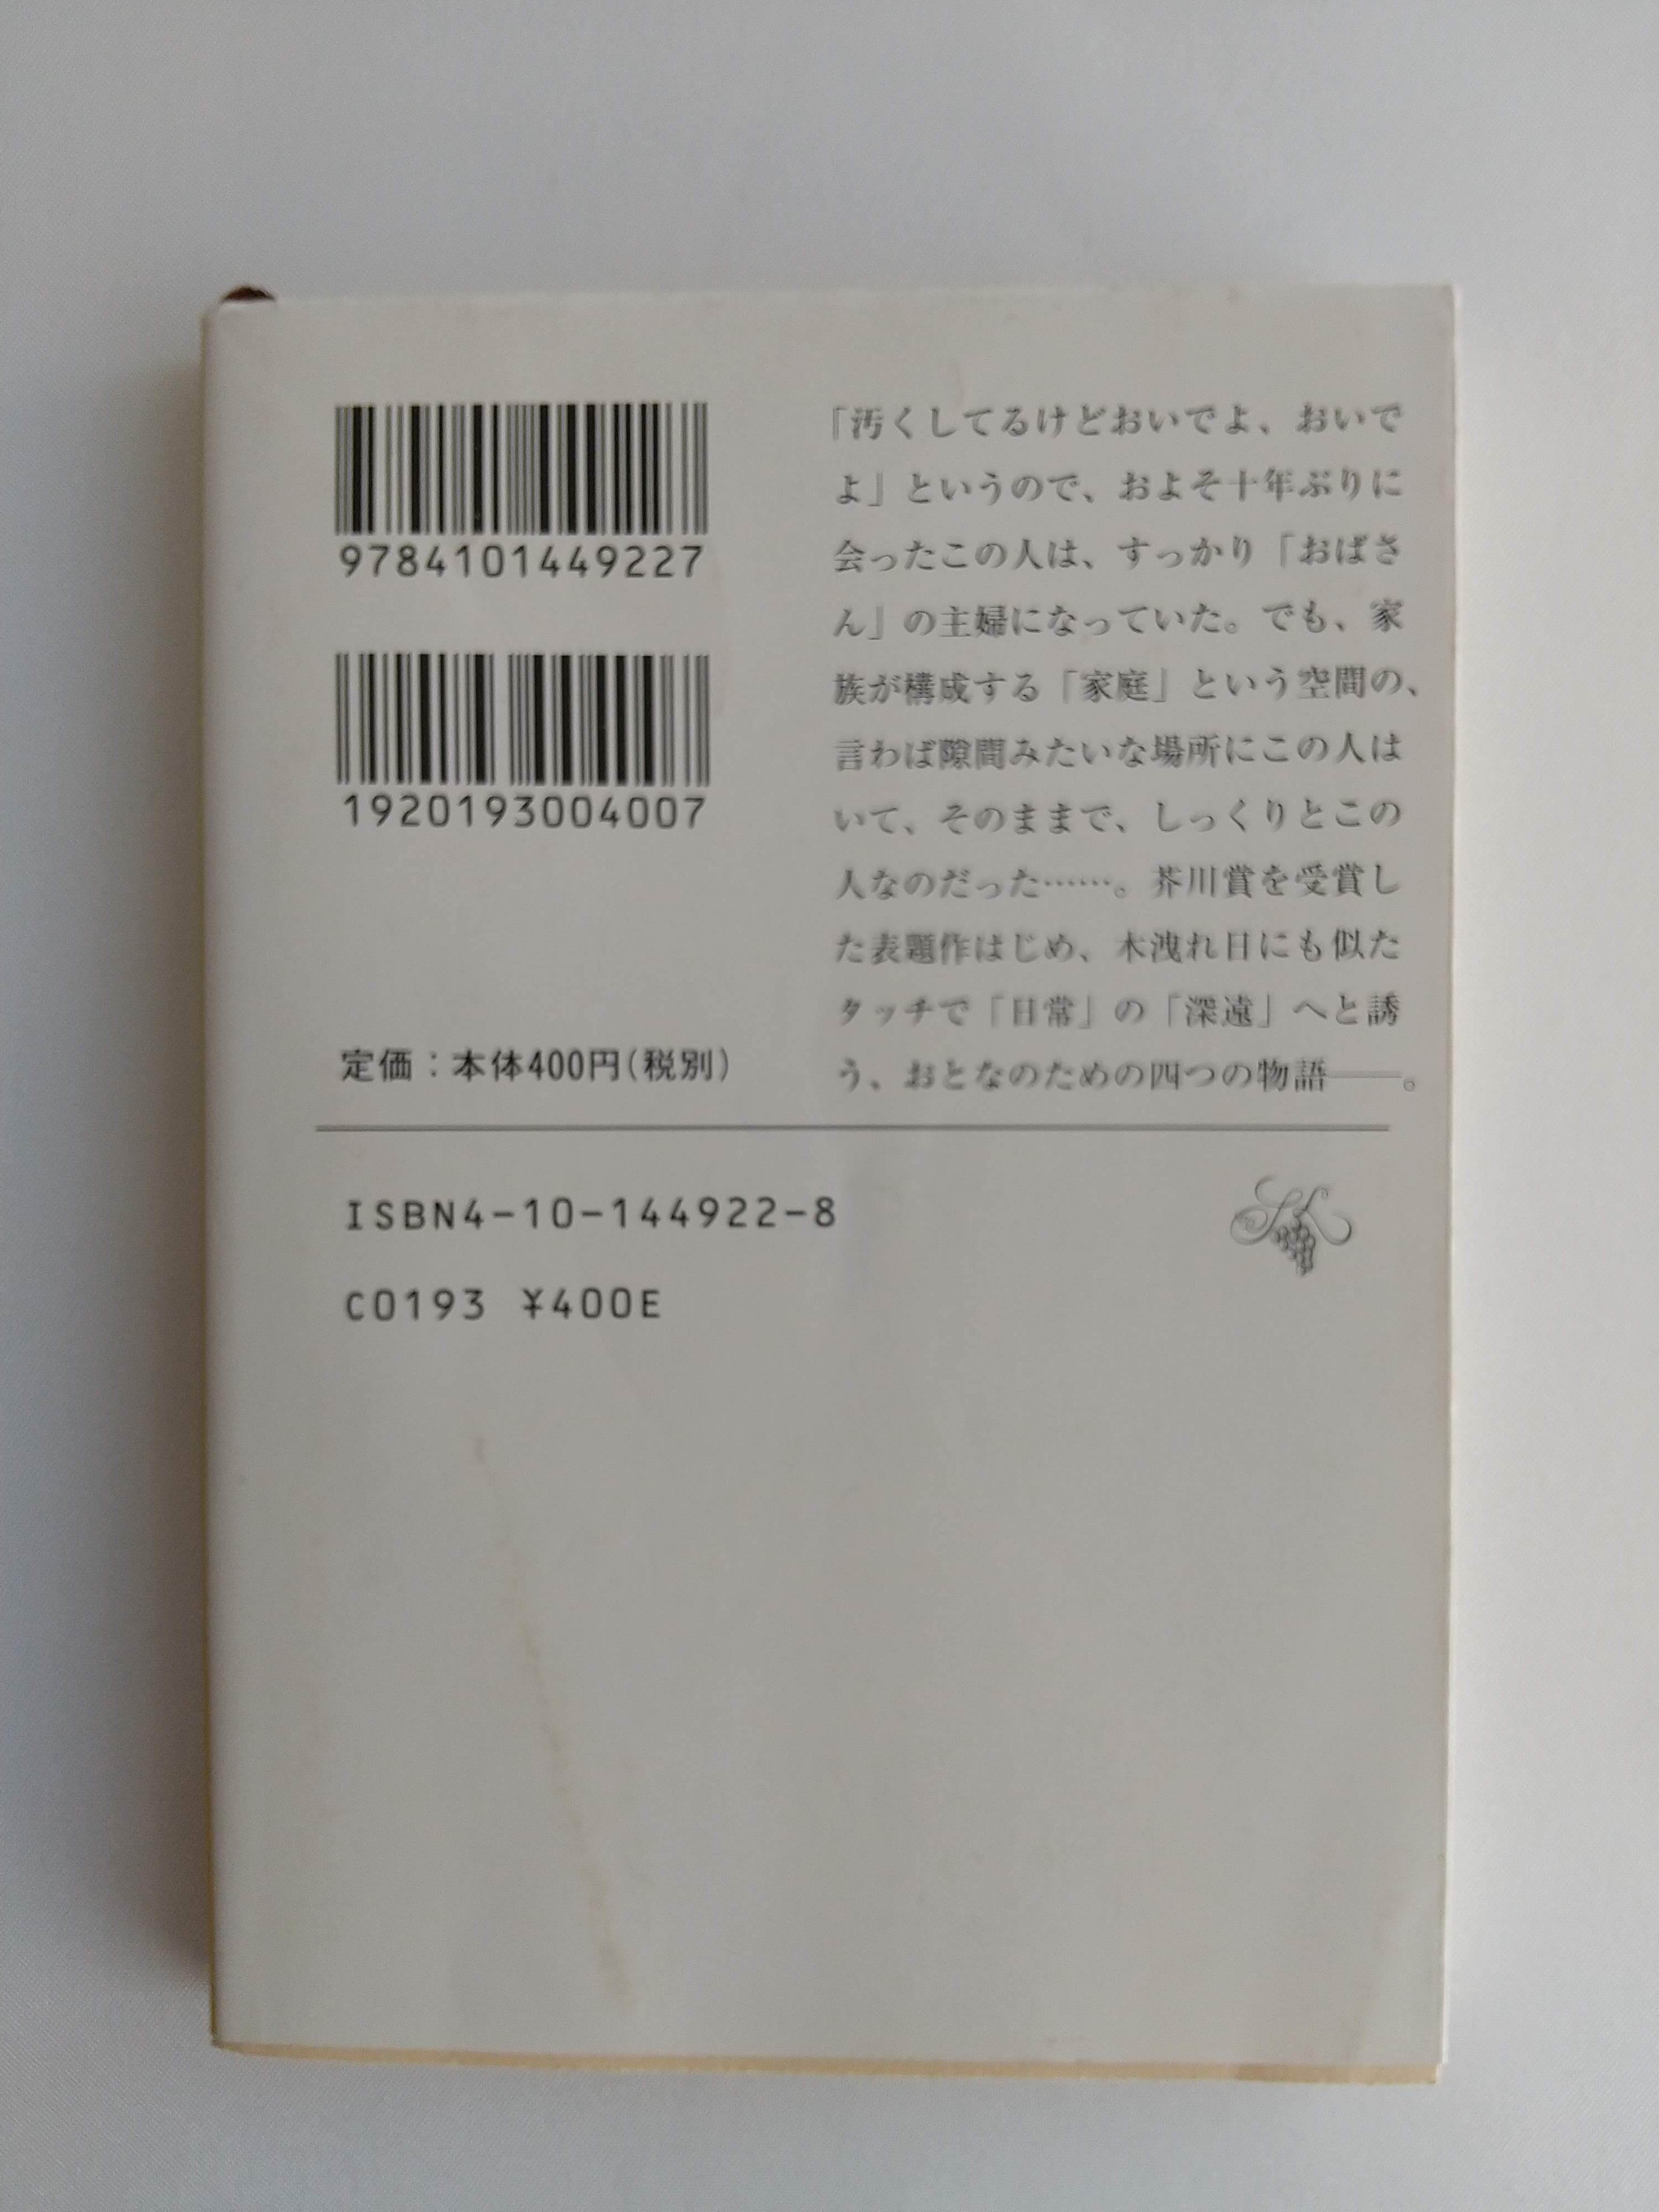 9784101449227
1920193004007
定価：本体400円(税別)
「汚くしてるけどおいでよ、おいで
よ」というので、およそ十年ぶりに
会ったこの人は、すっかり「おばさ
ん」の主婦になっていた。でも、家
族が構成する「家庭」という空間の、
言わば隙間みたいな場所にこの人は
いて、そのままで、しっくりとこの
人なのだった……。芥川賞を受賞し
た表題作はじめ、木洩れ日にも似た
タッチで「日常」の「深遠」へと誘
う、おとなのための四つの物語――。
ISBN4-10-144922-8
C0193 ¥400E